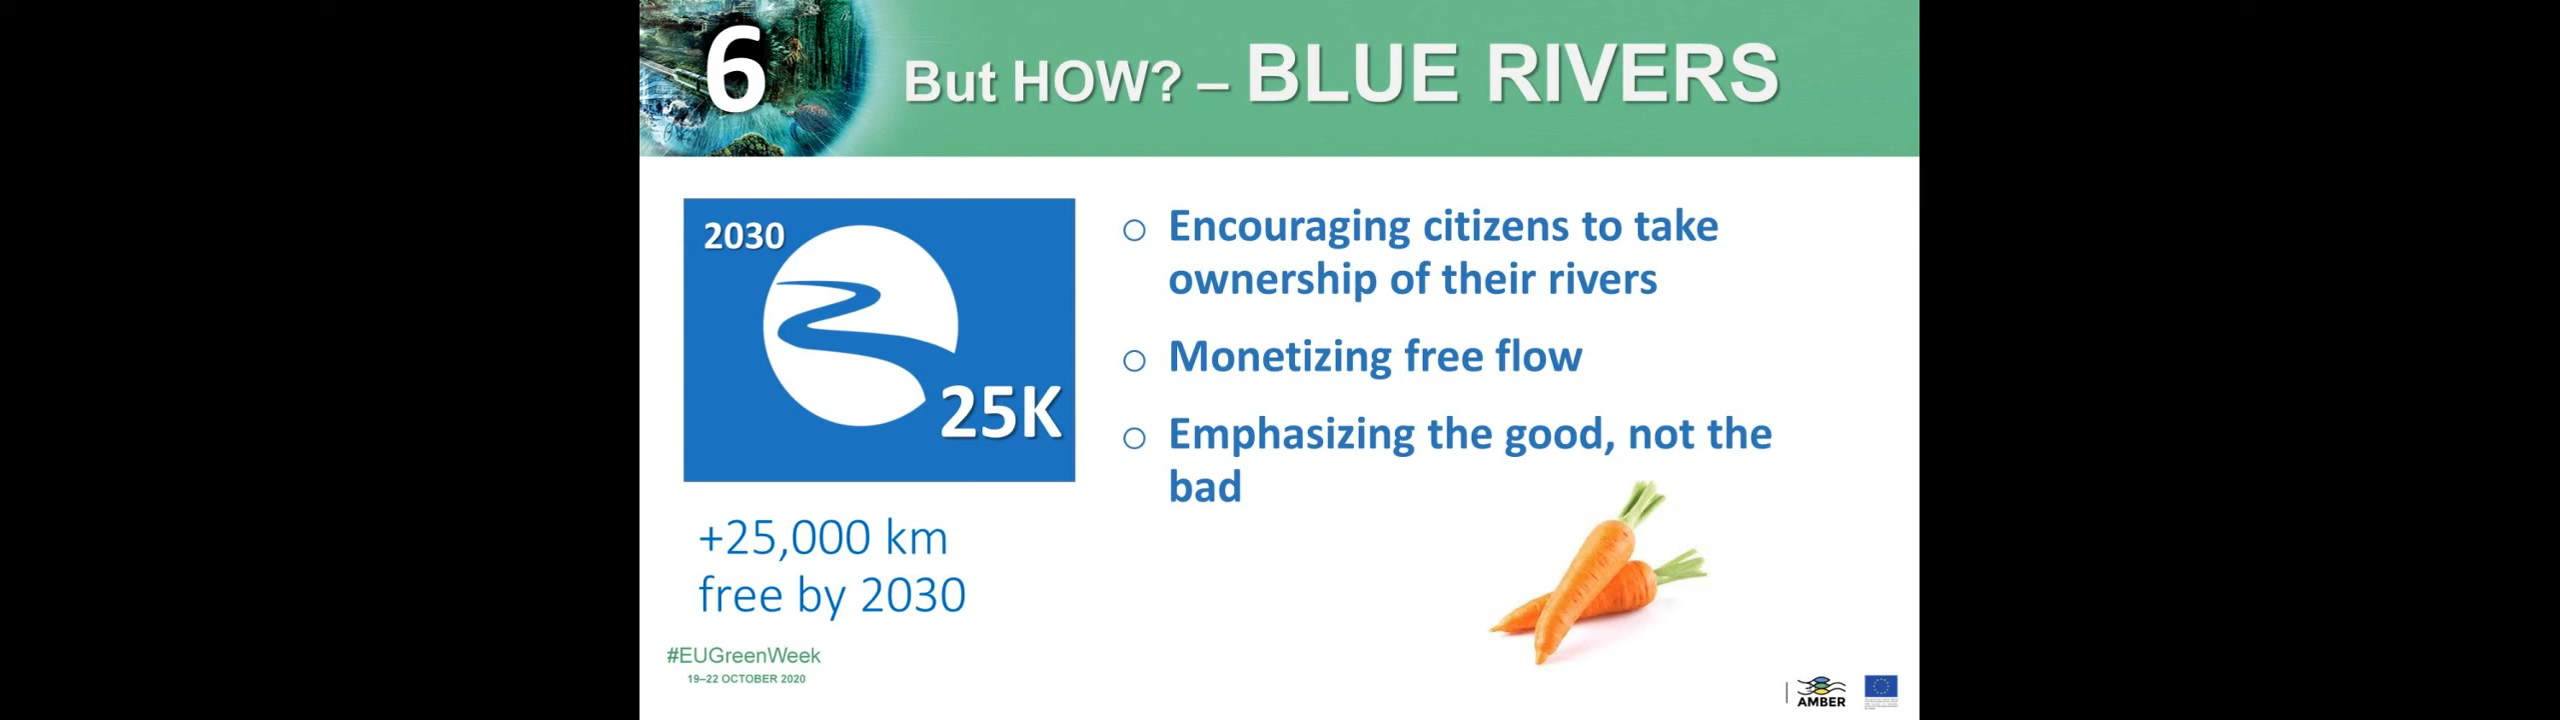 6
But HOW? – BLUE RIVERS
2030
25K
+25,000 km
free by 2030
○ Encouraging citizens to take
ownership of their rivers
○ Monetizing free flow
○ Emphasizing the good, not the
bad
#EUGreenWeek
19–22 OCTOBER 2020
AMBER